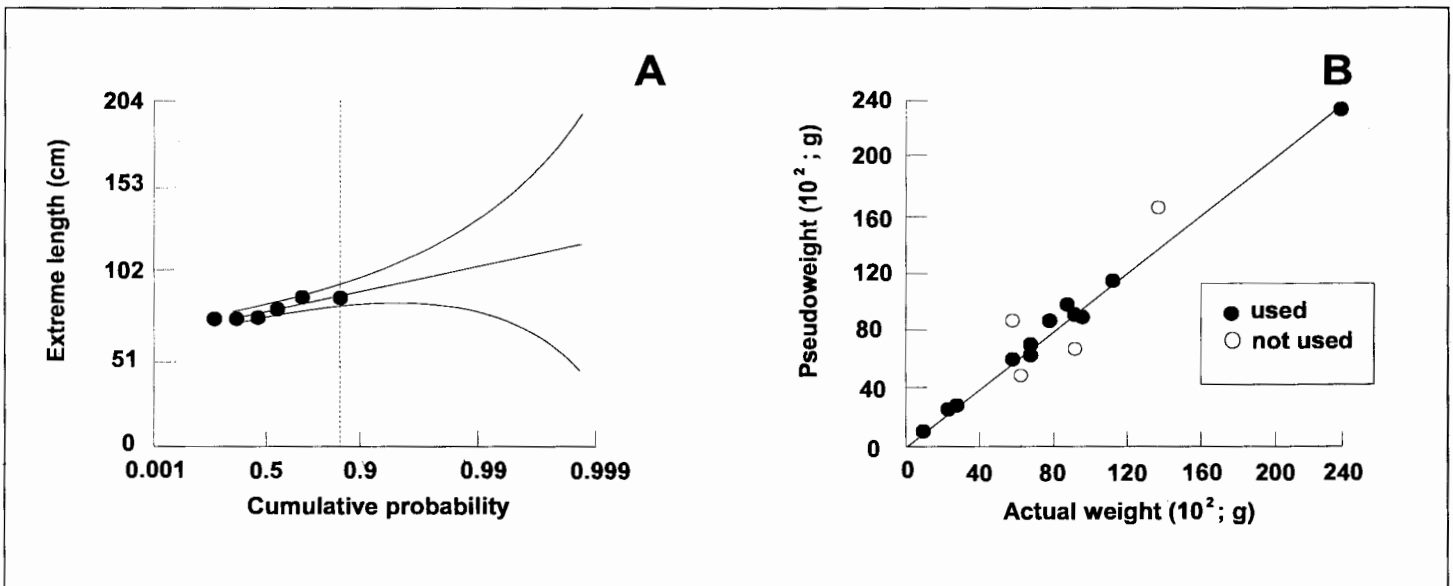 A
204
153
102
51
0
Extreme length (cm)
0.001 0.5 0.9 0.99 0.999
Cumulative probability
B
240
200
160
120
80
40
0
Pseudoweight (10²; g)
0 40 80 120 160 200 240
Actual weight (10²; g)
used
not used